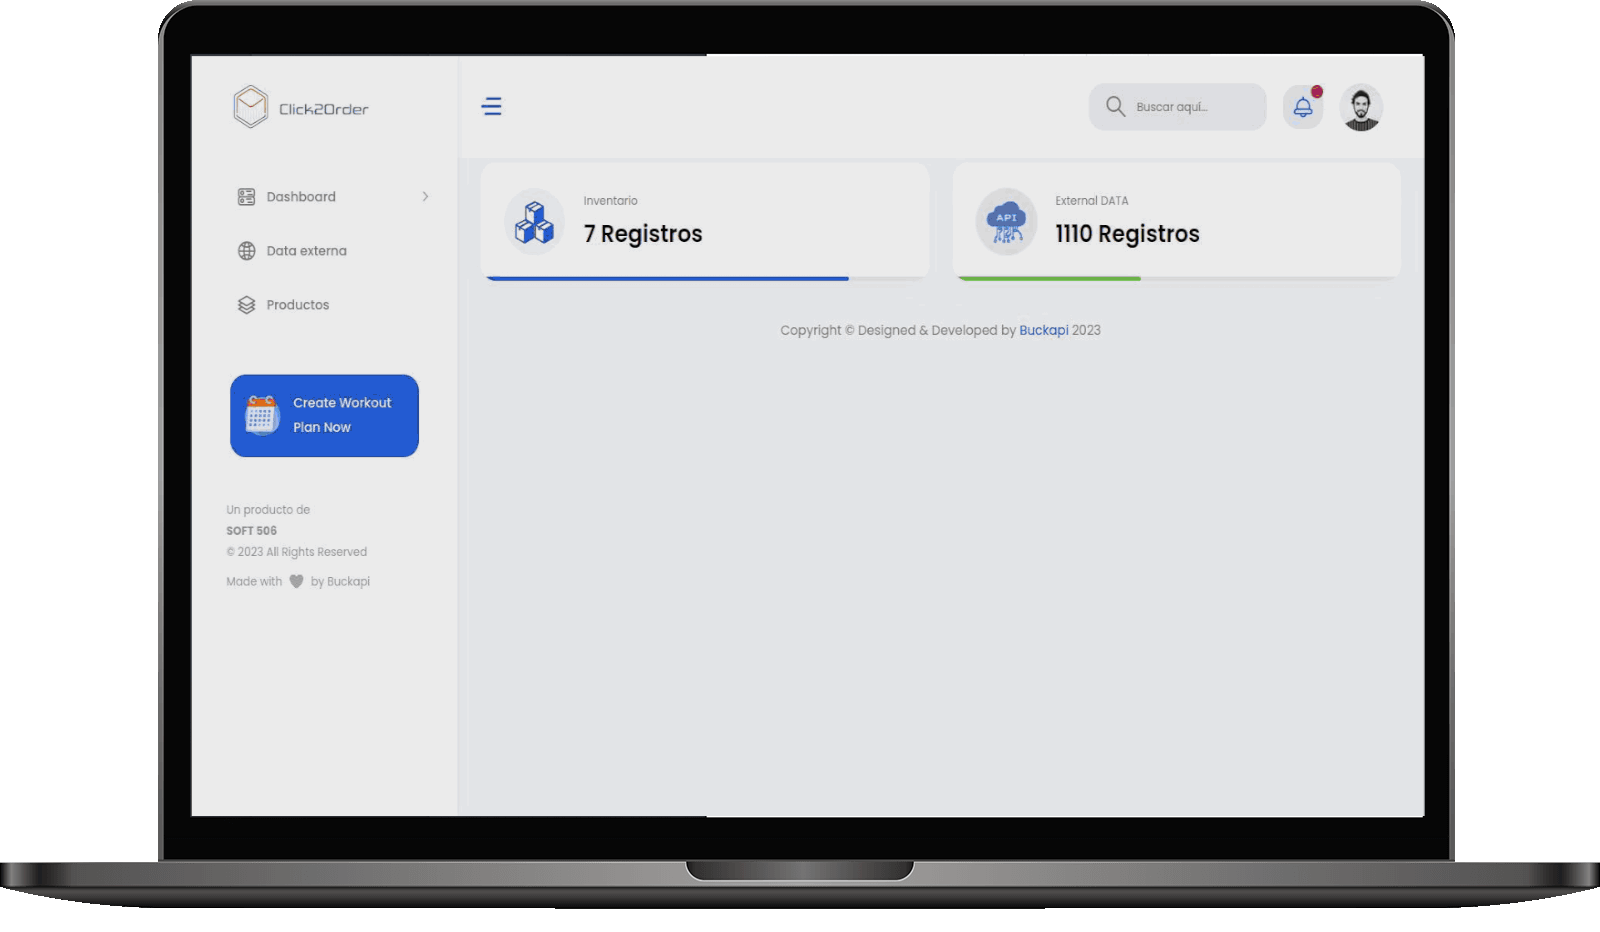 Click2Order
Buscar aquí...
Dashboard
Data externa
Productos
Create Workout
Plan Now
Un producto de
SOFT 506
© 2023 All Rights Reserved
Made with by Buckapi
Inventario
7 Registros
API
External DATA
1110 Registros
Copyright © Designed & Developed by Buckapi 2023